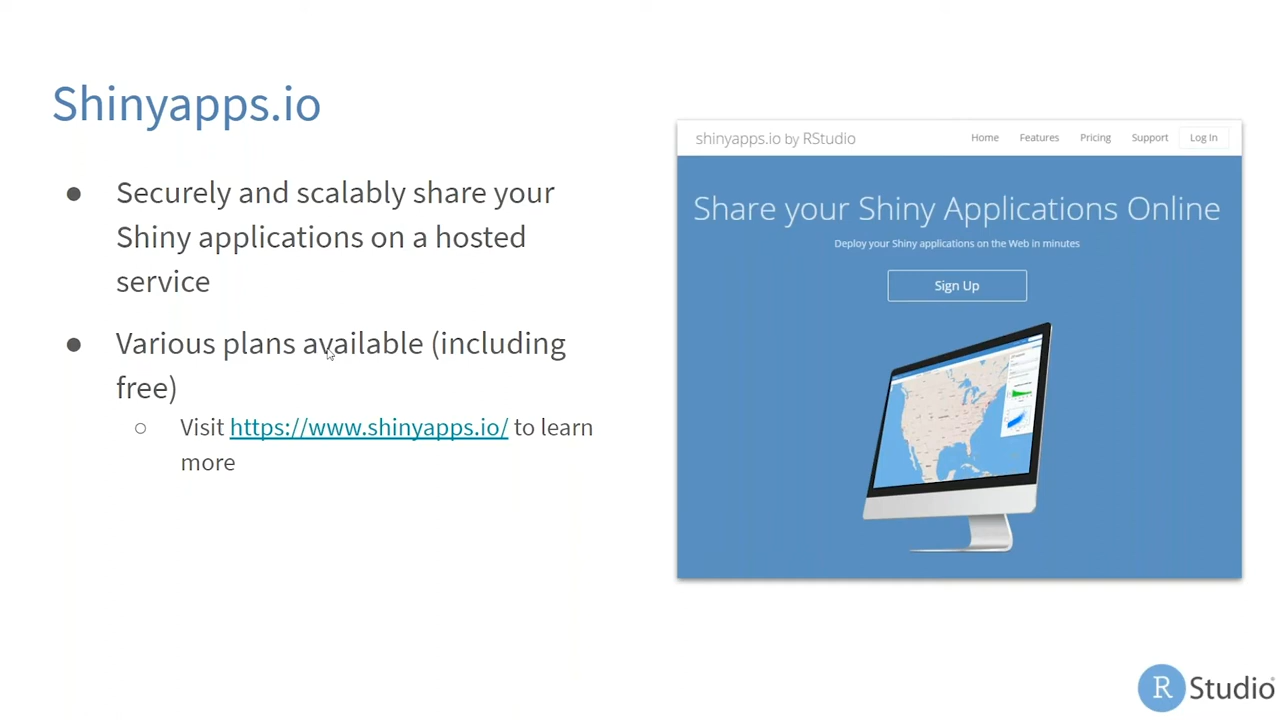 Shinyapps.io
● Securely and scalably share your
Shiny applications on a hosted
service
● Various plans available (including
free)
○ Visit https://www.shinyapps.io/ to learn
more
shinyapps.io by RStudio
Home Features Pricing Support Log In
Share your Shiny Applications Online
Deploy your Shiny applications on the Web in minutes
Sign Up
R Studio